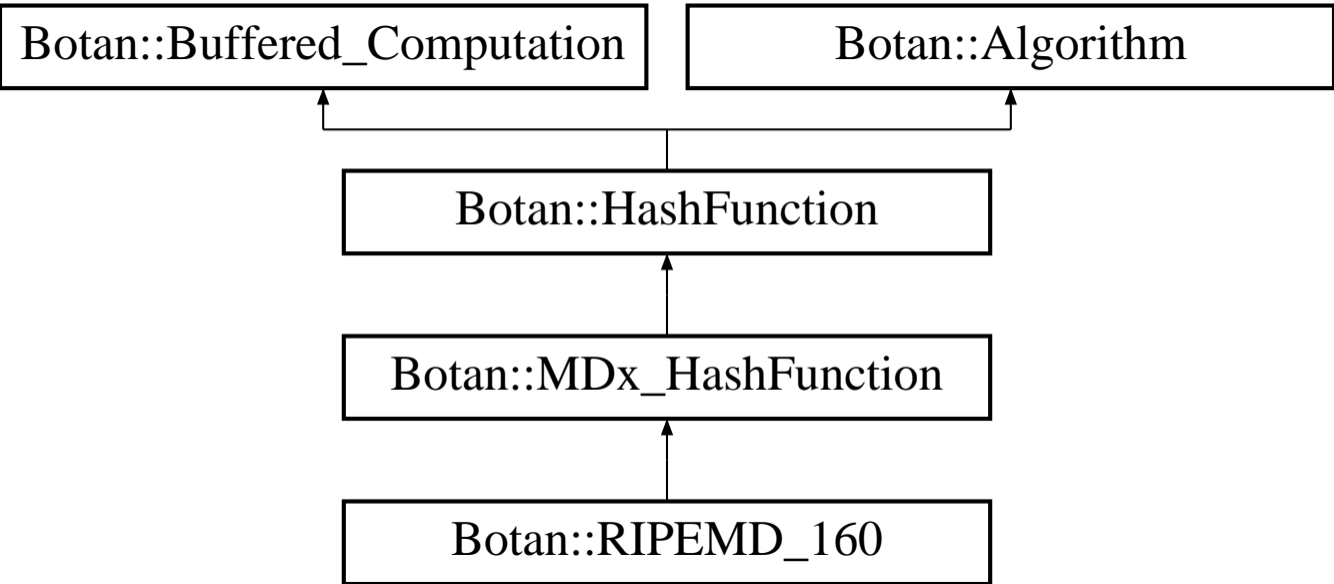 Botan::Buffered_Computation
Botan::Algorithm
Botan::HashFunction
Botan::MDx_HashFunction
Botan::RIPEMD_160